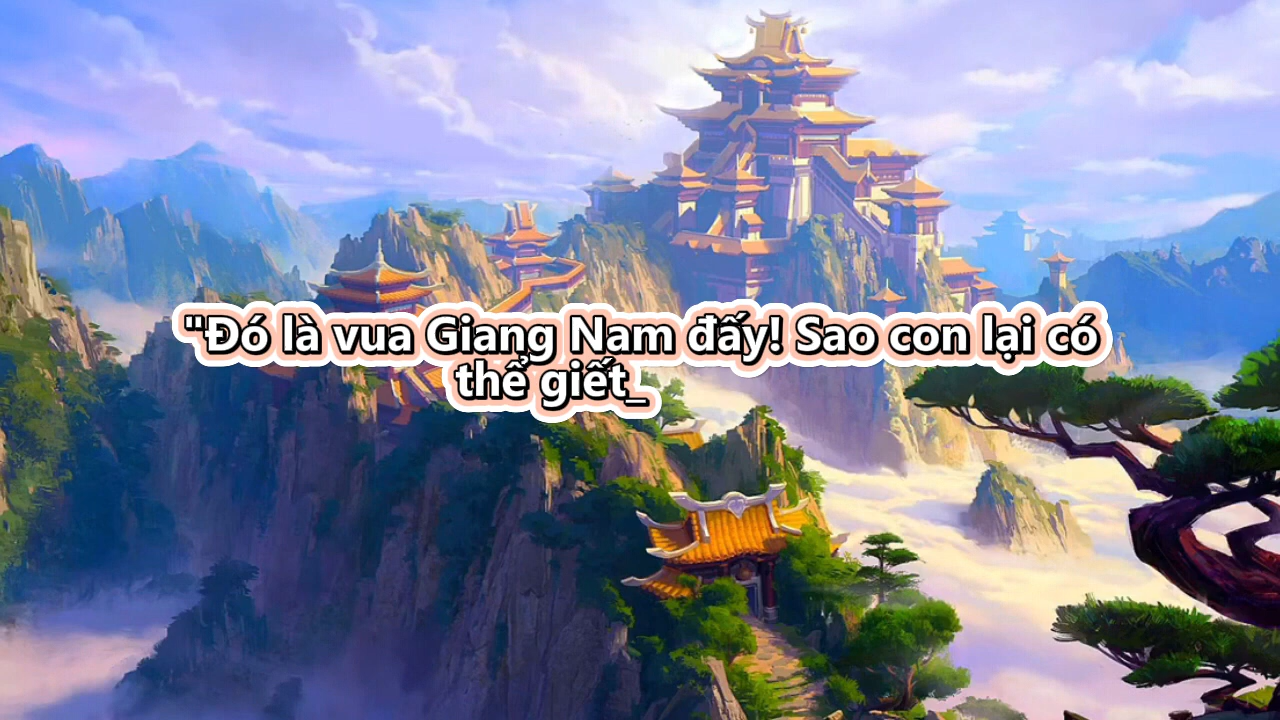 "Đó là vua Giang Nam đấy! Sao con lại có
thể giết_